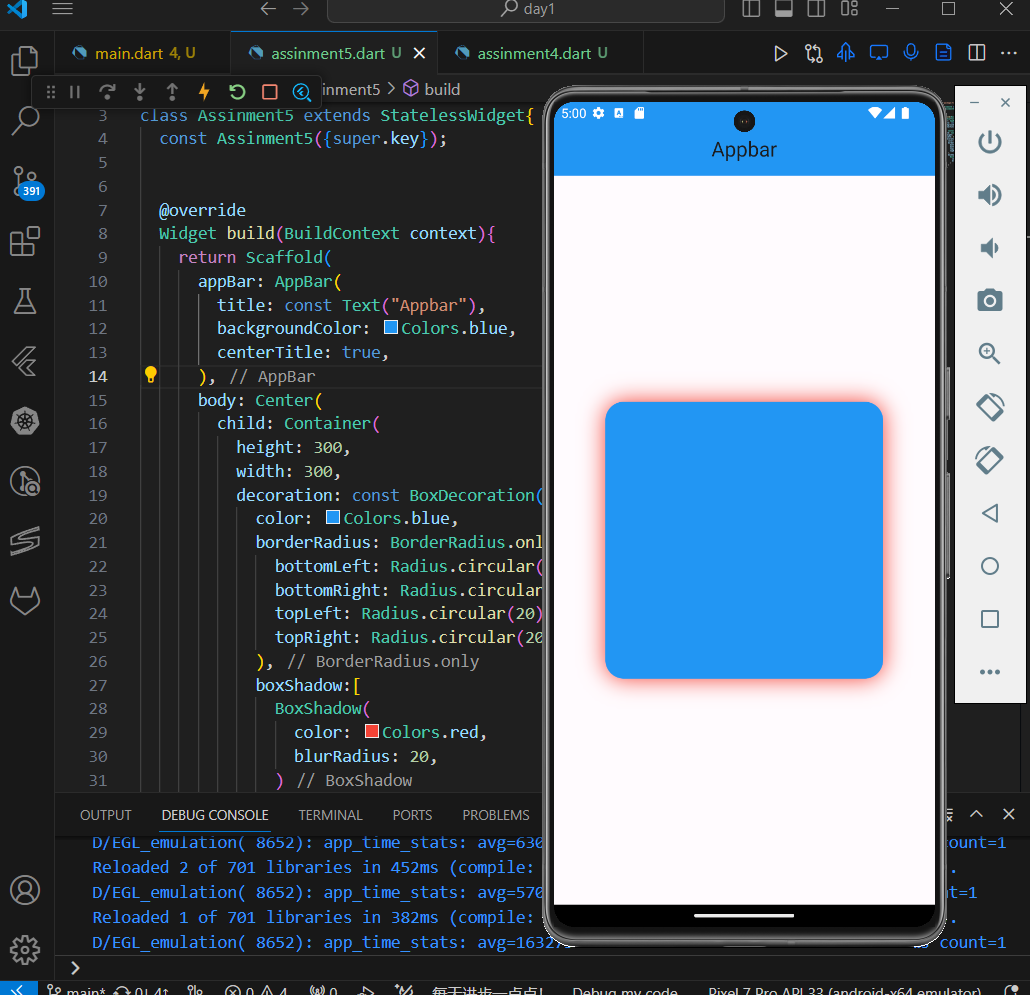 day1
main.dart 4, U
assinment5.dart U
assinment4.dart U
inment5 > build
3 class Assinment5 extends StatelessWidget{
4 const Assinment5({super.key});
5
6
7 @override
8 Widget build(BuildContext context){
9 return Scaffold(
10 appBar: AppBar(
11 title: const Text("Appbar"),
12 backgroundColor: Colors.blue,
13 centerTitle: true,
14 ), // AppBar
15 body: Center(
16 child: Container(
17 height: 300,
18 width: 300,
19 decoration: const BoxDecoration(
20 color: Colors.blue,
21 borderRadius: BorderRadius.onl
22 bottomLeft: Radius.circular(
23 bottomRight: Radius.circular
24 topLeft: Radius.circular(20)
25 topRight: Radius.circular(20
26 ), // BorderRadius.only
27 boxShadow:[
28 BoxShadow(
29 color: Colors.red,
30 blurRadius: 20,
31 ) // BoxShadow
5:00
Appbar
391
OUTPUT DEBUG CONSOLE TERMINAL PORTS PROBLEMS
D/EGL_emulation( 8652): app_time_stats: avg=630 count=1
Reloaded 2 of 701 libraries in 452ms (compile: .
D/EGL_emulation( 8652): app_time_stats: avg=570 t=1
Reloaded 1 of 701 libraries in 382ms (compile: .
D/EGL_emulation( 8652): app_time_stats: avg=1632 count=1
main* 0↓ 4↑ 0 4 0 每天进步一点点! Debug my code Pixel 7 Pro API 33 (android-x64 emulator)